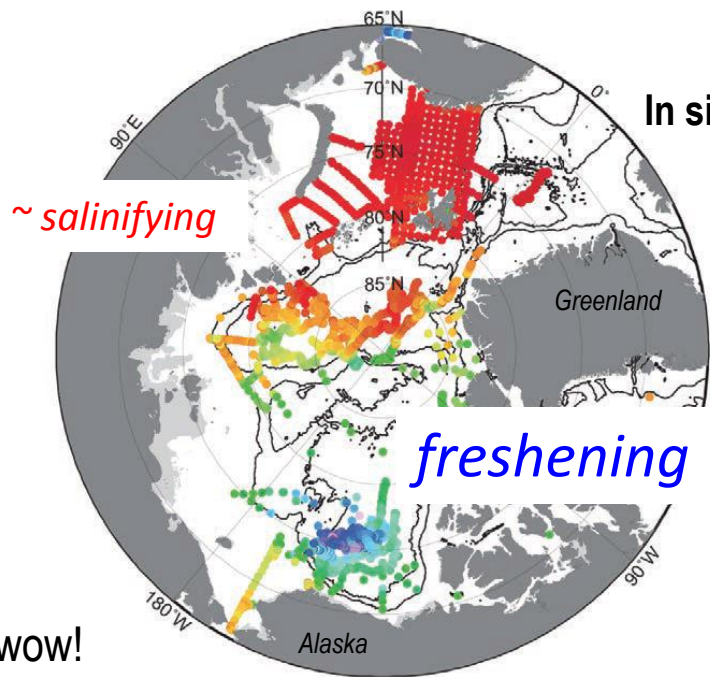 65˚N
70˚N
0˚
90˚E
In si
75˚N
~ salinifying
80˚N
85˚N
Greenland
freshening
90˚W
180˚W
Alaska
wow!